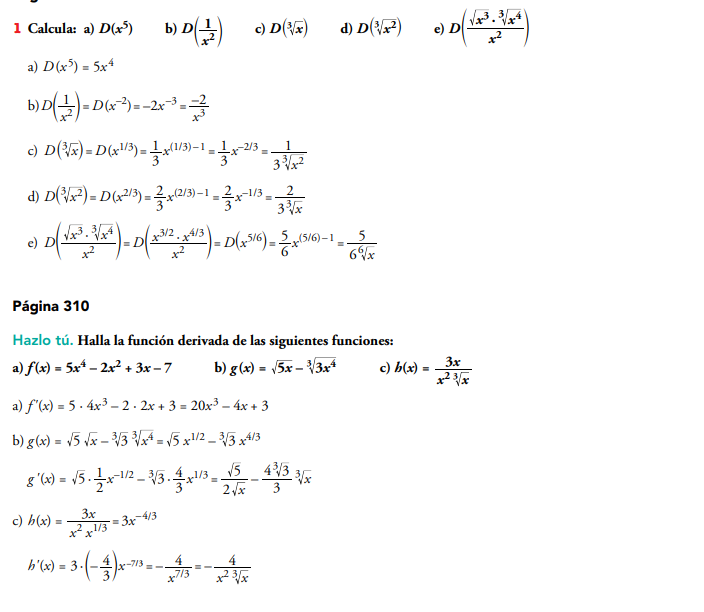 1 Calcula: a) D(x⁵) b) D(1/x²) c) D(∛x) d) D(∛x²) e) D(√x³ · ∛x⁴ / x²)
a) D(x⁵) = 5x⁴
b) D(1/x²) = D(x⁻²) = –2x⁻³ = –2/x³
c) D(∛x) = D(x^(1/3)) = 1/3 x^((1/3) – 1) = 1/3 x^(–2/3) = 1/(3∛x²)
d) D(∛x²) = D(x^(2/3)) = 2/3 x^((2/3) – 1) = 2/3 x^(–1/3) = 2/(3∛x)
e) D(√x³ · ∛x⁴ / x²) = D(x^(3/2) · x^(4/3) / x²) = D(x^(5/6)) = 5/6 x^((5/6) – 1) = 5/(6 ⁶√x)
Página 310
Hazlo tú. Halla la función derivada de las siguientes funciones:
a) f(x) = 5x⁴ – 2x² + 3x – 7 b) g(x) = √5x – ∛3x⁴ c) h(x) = 3x/(x² ∛x)
a) f'(x) = 5 · 4x³ – 2 · 2x + 3 = 20x³ – 4x + 3
b) g(x) = √5 √x – ∛3 ∛x⁴ = √5 x^(1/2) – ∛3 x^(4/3)
g'(x) = √5 · 1/2 x^(–1/2) – ∛3 · 4/3 x^(1/3) = √5/(2√x) – 4∛3/3 ∛x
c) h(x) = 3x/(x² x^(1/3)) = 3x^(–4/3)
h'(x) = 3 · (–4/3) x^(–7/3) = – 4/x^(7/3) = – 4/(x² ∛x)